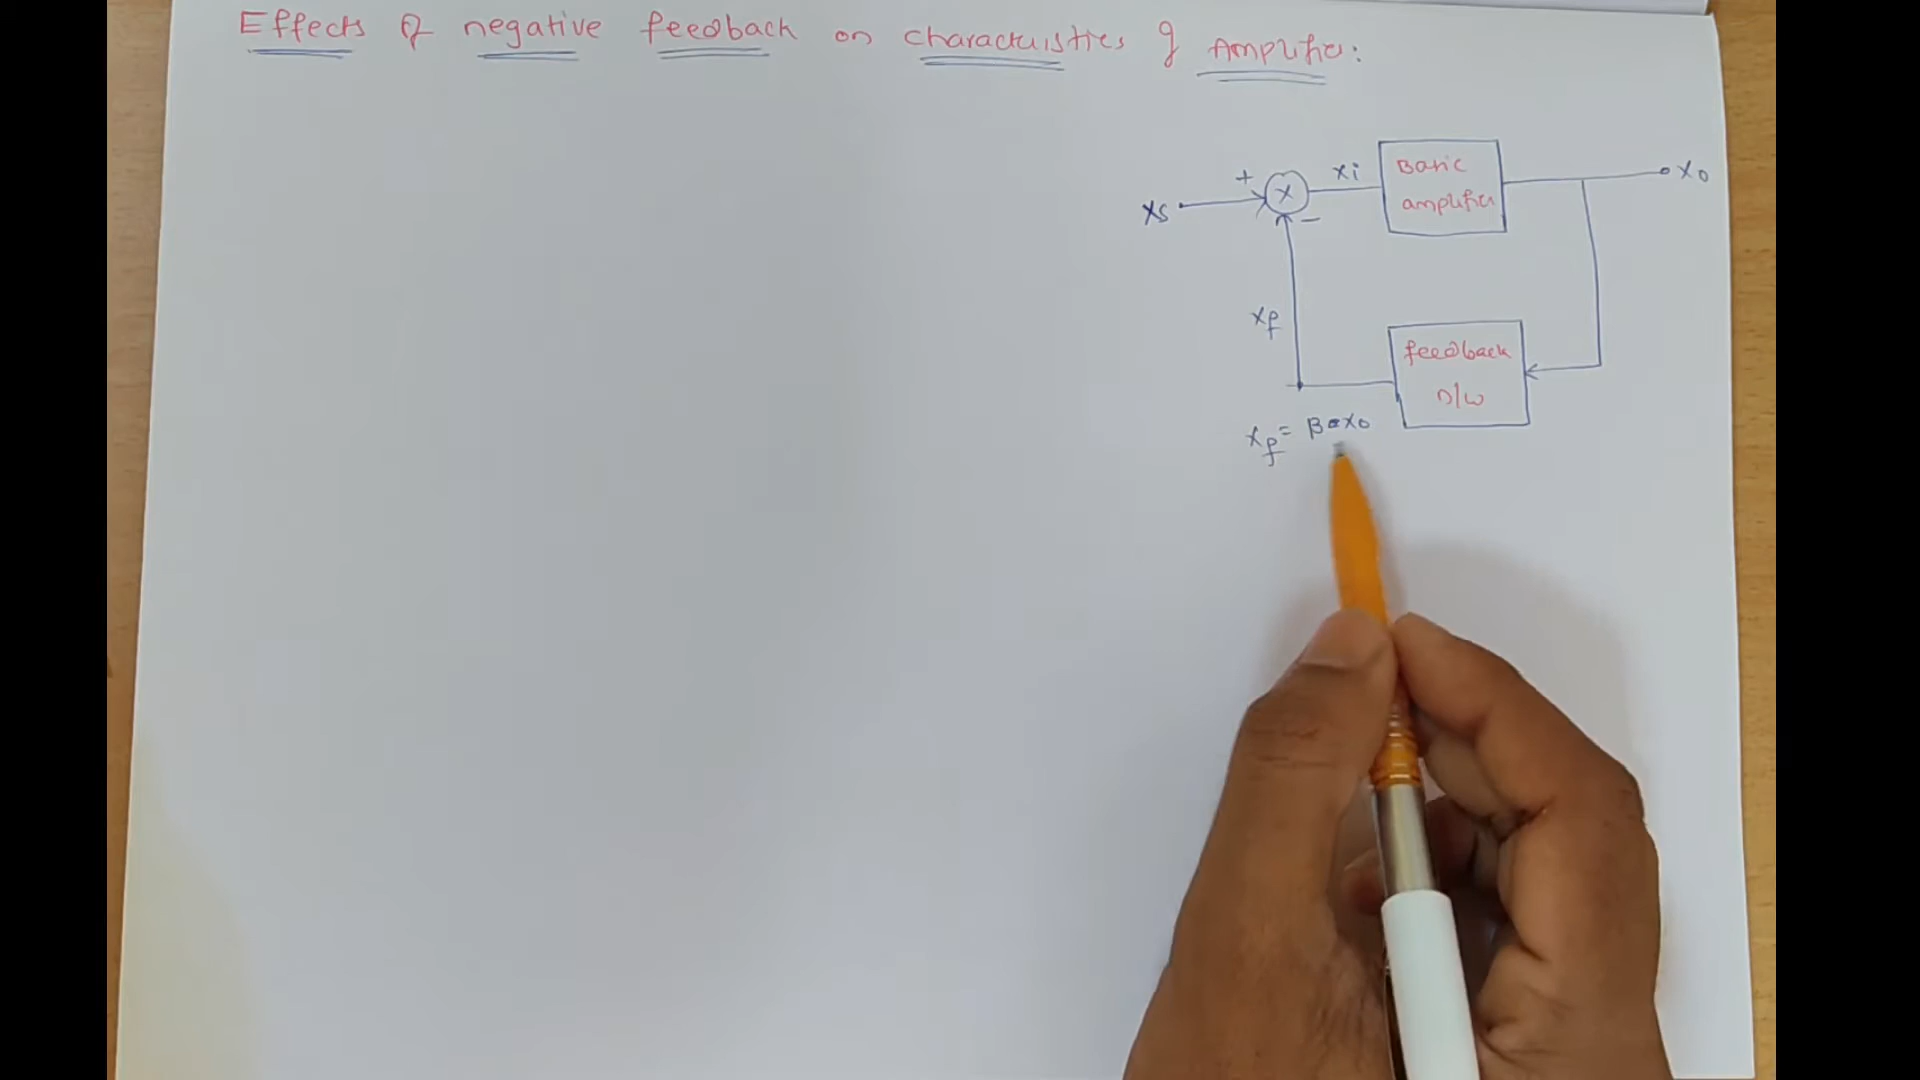 Effects of negative feedback on characteristics of Amplifier:
+ xi Basic xo
xs x amplifier
−
xf feedback
n/w
xf = β xo